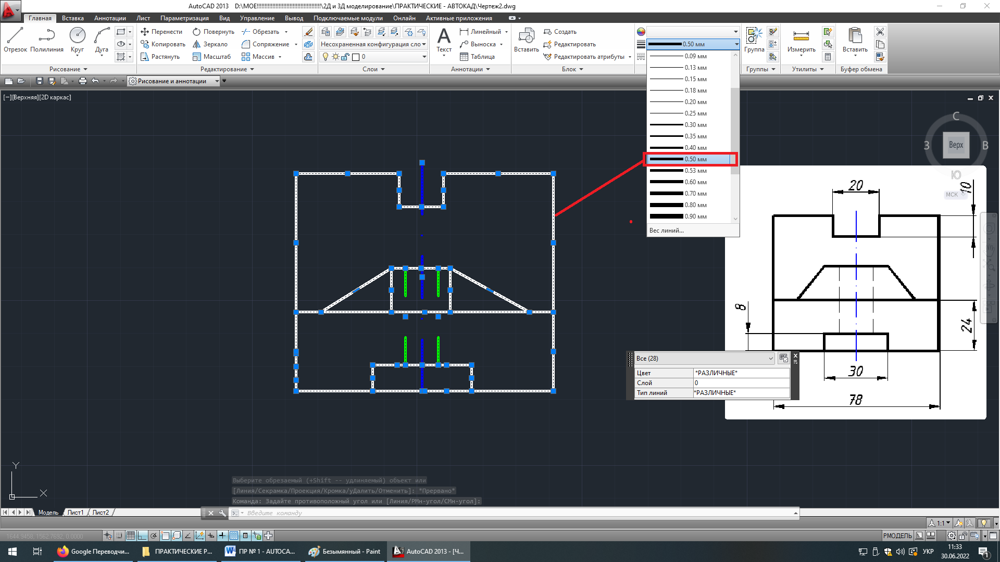 AutoCAD 2013    D:\МОЕ!!!!!!!!!!!!!!!!!!!!!!!!!!!!!!!!!!!!!!!!!!\2Д и 3Д моделирование\ПРАКТИЧЕСКИЕ - АВТОКАД\Чертеж2.dwg
Главная Вставка Аннотации Лист Параметризация Вид Управление Вывод Подключаемые модули Онлайн Активные приложения
Отрезок Полилиния Круг Дуга
Рисование
Перенести Повернуть Обрезать
Копировать Зеркало Сопряжение
Растянуть Масштаб Массив
Редактирование
Несохраненная конфигурация сло
0
Слои
Текст
Линейный
Выноска
Таблица
Аннотации
Вставить
Создать
Редактировать
Редактировать атрибуты
Блок
0.50 мм
0.09 мм
0.13 мм
0.15 мм
0.18 мм
0.20 мм
0.25 мм
0.30 мм
0.35 мм
0.40 мм
0.50 мм
0.53 мм
0.60 мм
0.70 мм
0.80 мм
0.90 мм
Вес линий...
Группа
Группы
Измерить
Утилиты
Вставить
Буфер обмена
Рисование и аннотации
[−][Верхняя][2D каркас]
С
З Верх В
Ю
МСК
20
10
8
24
30
78
Все (28)
Цвет *РАЗЛИЧНЫЕ*
Слой 0
Тип линий *РАЗЛИЧНЫЕ*
Y
X
Выберите обрезаемый (+Shift -- удлиняемый) объект или
[Линия/Секрамка/Проекция/Кромка/уДалить/Отменить]: *Прервано*
Команда: Задайте противоположный угол или [Линия/РМн-угол/СМн-угол]:
Введите команду
Модель Лист1 Лист2
1:1
1644.9458, 1562.7692, 0.0000
РМОДЕЛЬ
Google Переводчи...
ПРАКТИЧЕСКИЕ Р...
ПР № 1 - AUTOCA...
Безымянный - Paint
AutoCAD 2013 - [Ч...
УКР
11:33
30.06.2022
1